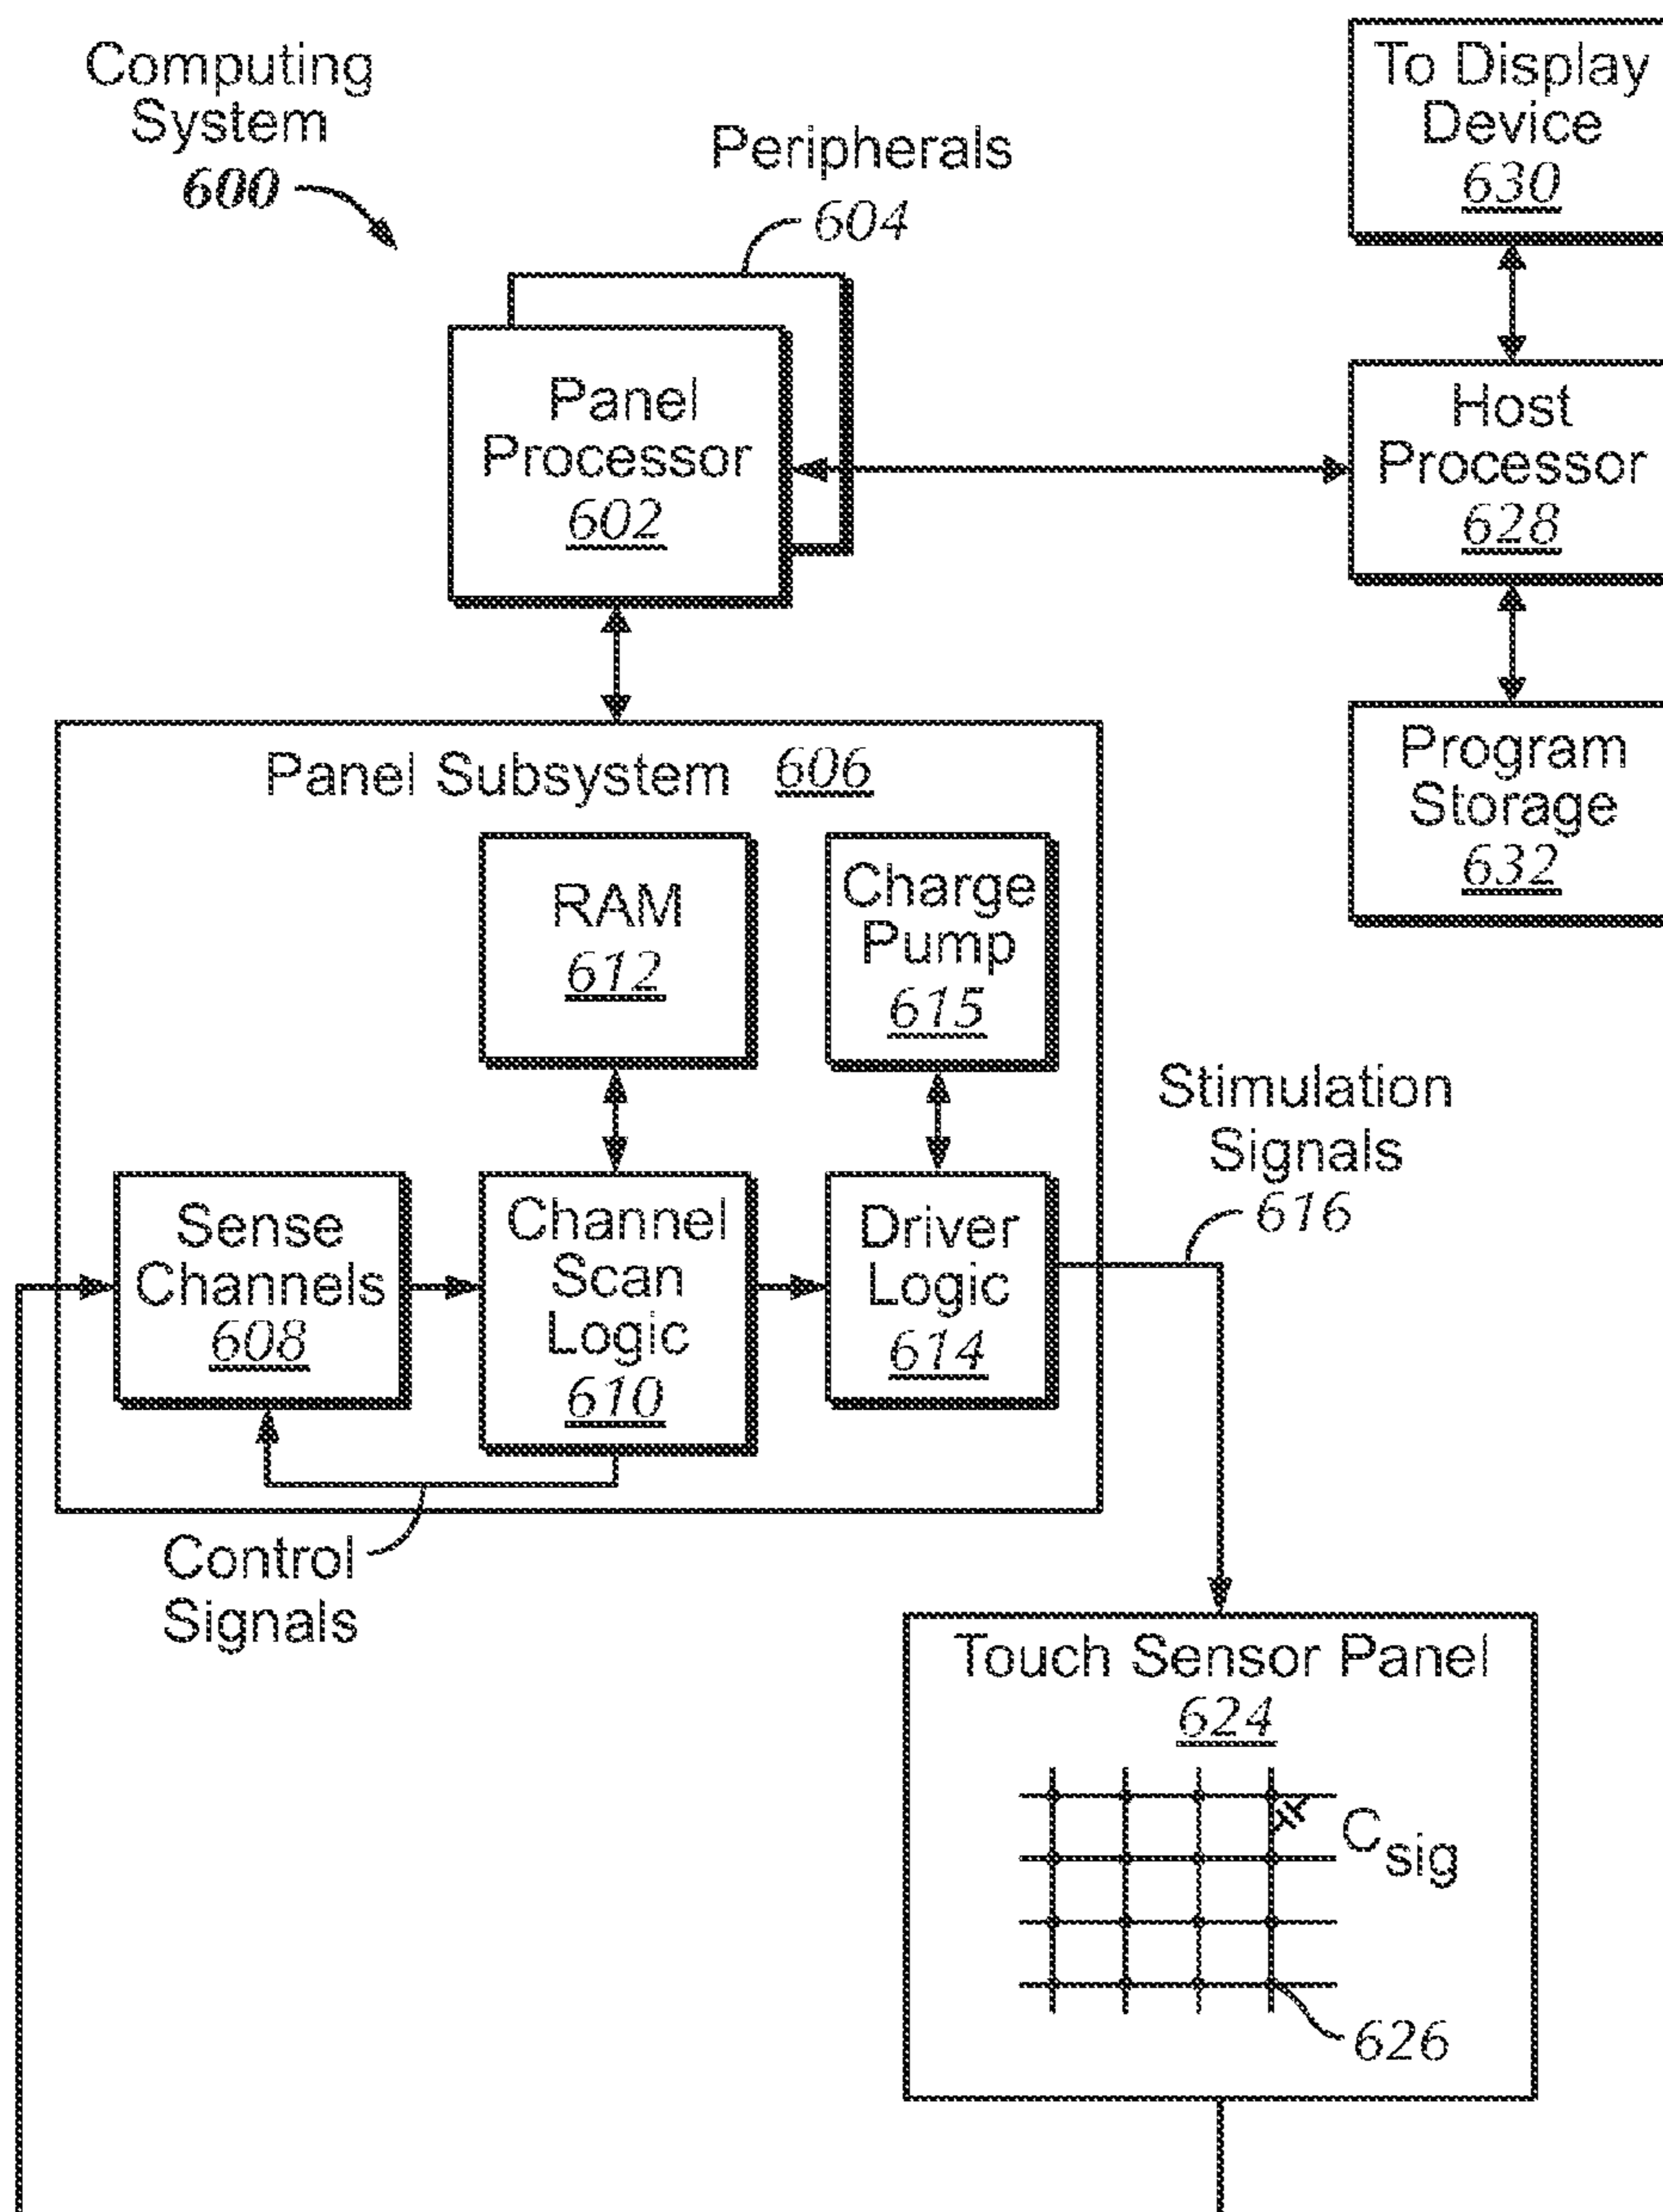 Computing
System
600
Peripherals
604
To Display
Device
630
Panel
Processor
602
Host
Processor
628
Program
Storage
632
Panel Subsystem 606
RAM
612
Charge
Pump
615
Stimulation
Signals
616
Sense
Channels
608
Channel
Scan
Logic
610
Driver
Logic
614
Control
Signals
Touch Sensor Panel
624
Csig
626